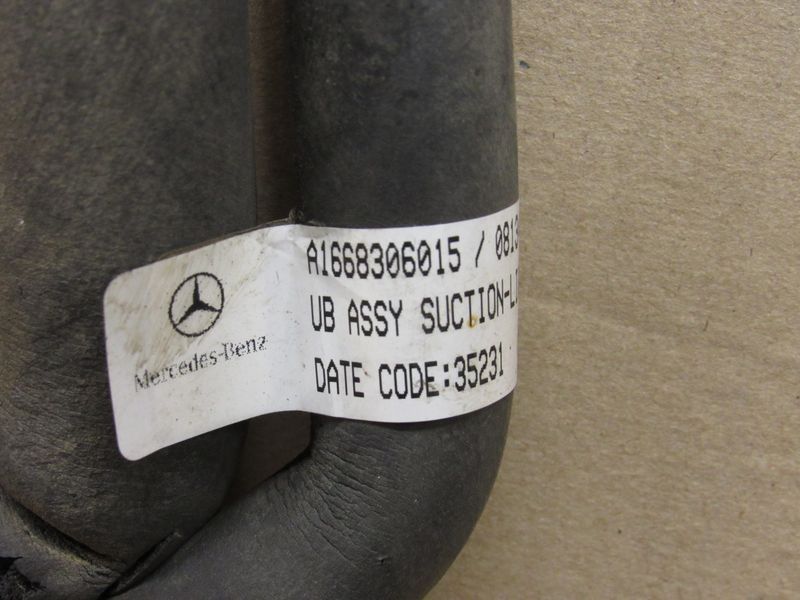 Mercedes-Benz
A1668306015 / 081
UB ASSY SUCTION-L
DATE CODE:35231